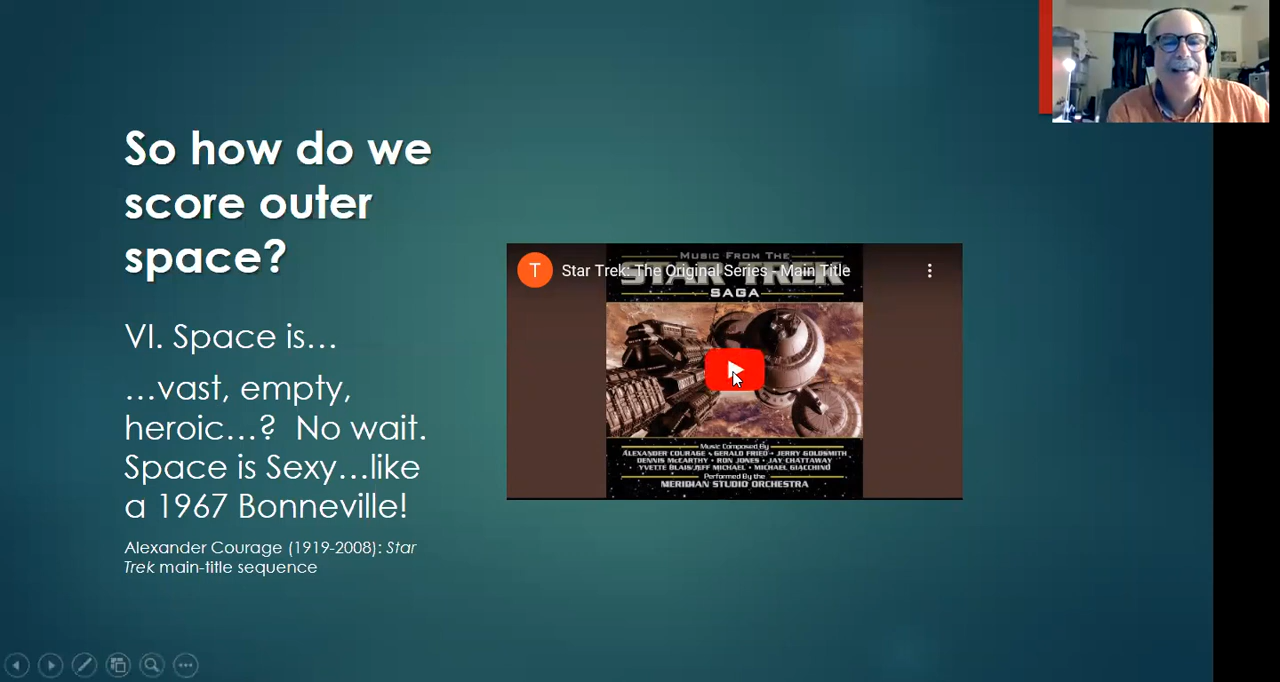 So how do we
score outer
space?
VI. Space is…
…vast, empty,
heroic…?  No wait.
Space is Sexy…like
a 1967 Bonneville!
Alexander Courage (1919-2008): Star
Trek main-title sequence
T
Star Trek: The Original Series - Main Title
MUSIC FROM THE
STAR TREK
SAGA
Music Composed By
ALEXANDER COURAGE • GERALD FRIED • JERRY GOLDSMITH
DENNIS McCARTHY • RON JONES • JAY CHATTAWAY
YVETTE BLAIS/JEFF MICHAEL • MICHAEL GIACCHINO
Performed By the
MERIDIAN STUDIO ORCHESTRA